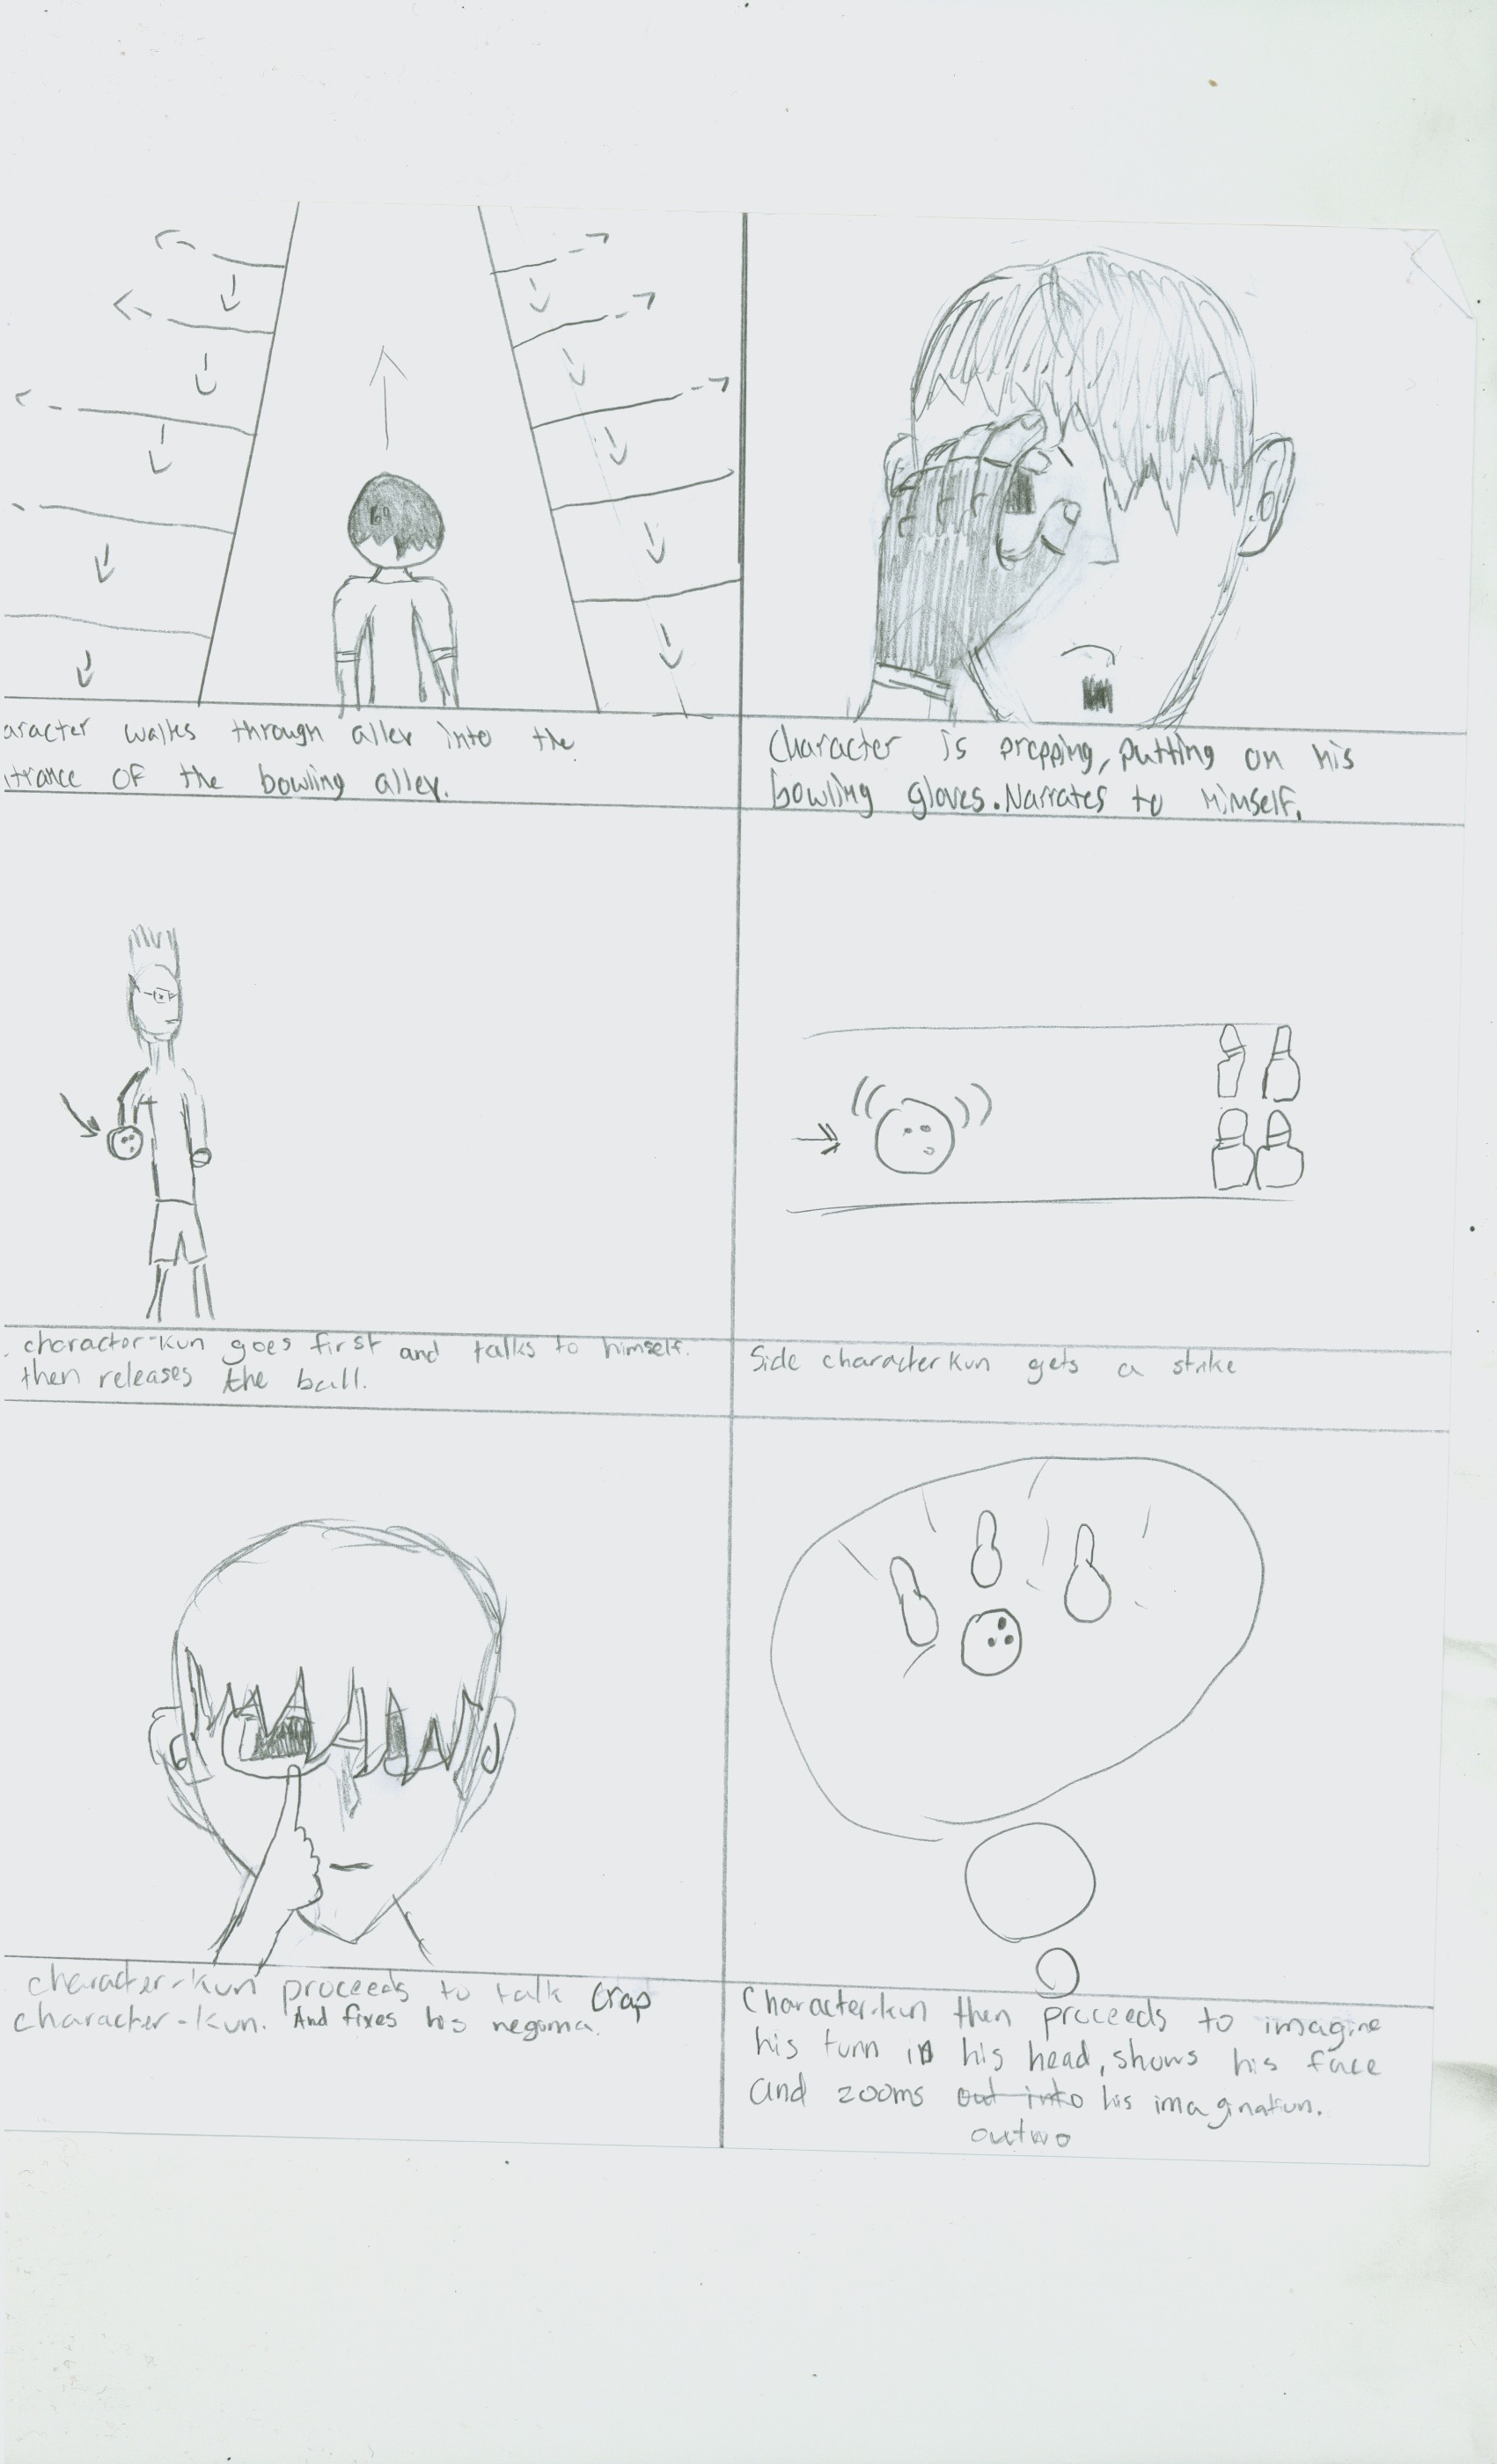 aracter walks through alley into the
trance OF the bowling alley.
Character is prepping, putting on his
bowling gloves. Narrates to Himself.
. character-kun goes first and talks to himself.
then releases the ball.
Side character kun gets a strike
character-kun proceeds to talk crap
character-kun. And fixes his megama.
Character-kun then proceeds to imagine
his turn in his head, shows his face
and zooms out into his imagination.